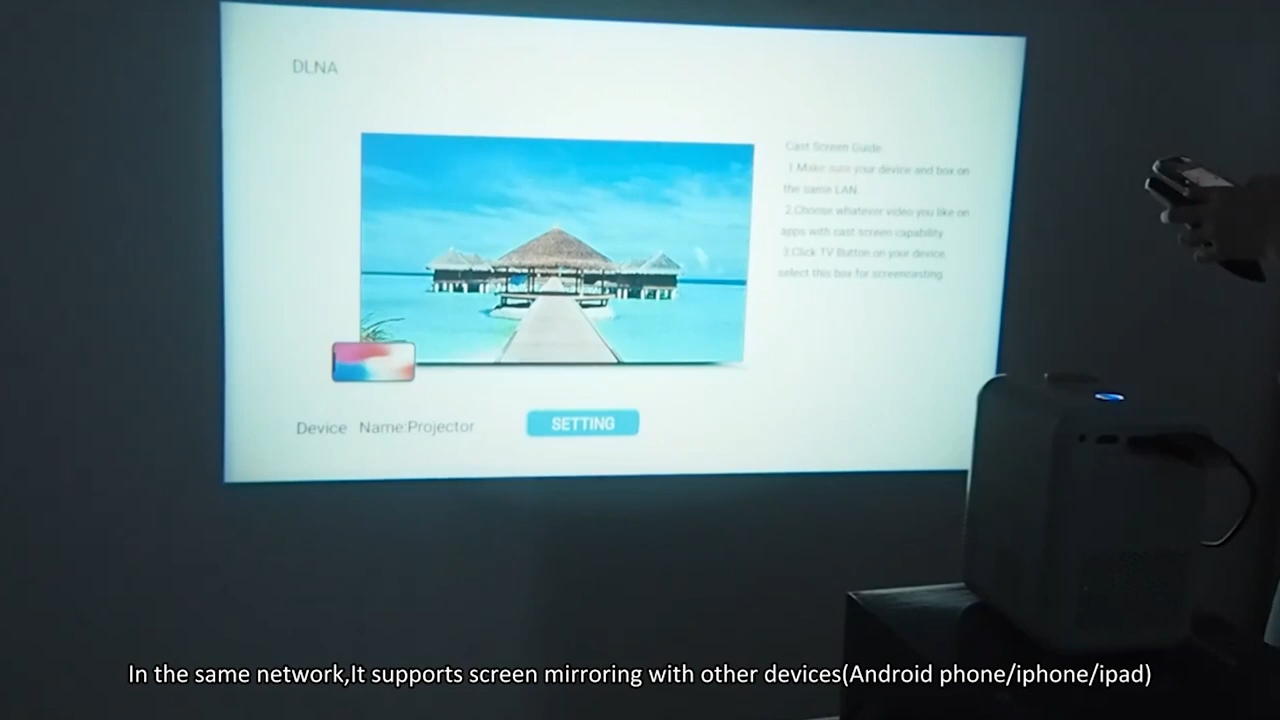 DLNA
Cast Screen Guide
1.Make sure your device and box on
the same LAN.
2.Choose whatever video you like on
apps with cast screen capability
3.Click TV Button on your device,
select this box for screencasting.
Device Name:Projector
SETTING
In the same network,It supports screen mirroring with other devices(Android phone/iphone/ipad)